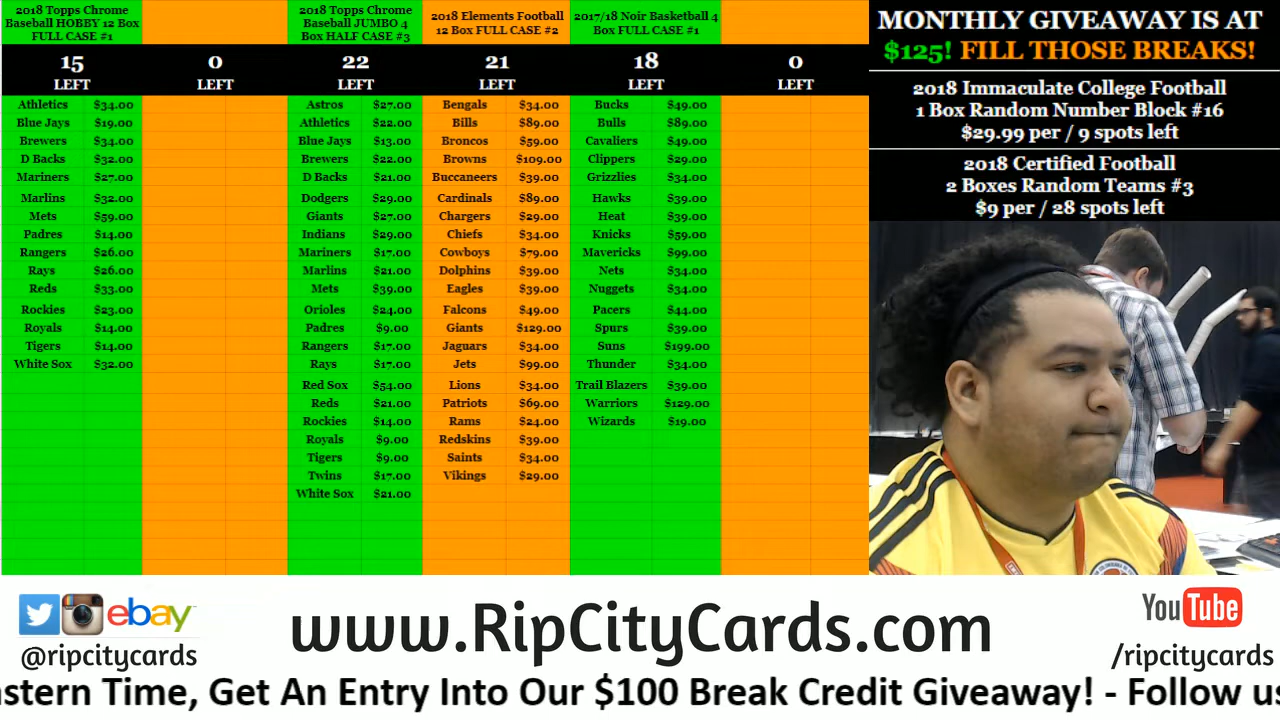 2018 Topps Chrome
Baseball HOBBY 12 Box
FULL CASE #1
15
LEFT
Athletics $34.00
Blue Jays $19.00
Brewers $34.00
D Backs $32.00
Mariners $27.00
Marlins $32.00
Mets $59.00
Padres $14.00
Rangers $26.00
Rays $26.00
Reds $33.00
Rockies $23.00
Royals $14.00
Tigers $14.00
White Sox $32.00
0
LEFT
2018 Topps Chrome
Baseball JUMBO 4
Box HALF CASE #3
22
LEFT
Astros $27.00
Athletics $22.00
Blue Jays $13.00
Brewers $22.00
D Backs $21.00
Dodgers $29.00
Giants $27.00
Indians $29.00
Mariners $17.00
Marlins $21.00
Mets $39.00
Orioles $24.00
Padres $9.00
Rangers $17.00
Rays $17.00
Red Sox $54.00
Reds $21.00
Rockies $14.00
Royals $9.00
Tigers $9.00
Twins $17.00
White Sox $21.00
2018 Elements Football
12 Box FULL CASE #2
21
LEFT
Bengals $34.00
Bills $89.00
Broncos $59.00
Browns $109.00
Buccaneers $39.00
Cardinals $89.00
Chargers $29.00
Chiefs $34.00
Cowboys $79.00
Dolphins $39.00
Eagles $39.00
Falcons $49.00
Giants $129.00
Jaguars $34.00
Jets $99.00
Lions $34.00
Patriots $69.00
Rams $24.00
Redskins $39.00
Saints $34.00
Vikings $29.00
2017/18 Noir Basketball 4
Box FULL CASE #1
18
LEFT
Bucks $49.00
Bulls $89.00
Cavaliers $49.00
Clippers $29.00
Grizzlies $34.00
Hawks $39.00
Heat $39.00
Knicks $59.00
Mavericks $99.00
Nets $34.00
Nuggets $34.00
Pacers $44.00
Spurs $39.00
Suns $199.00
Thunder $34.00
Trail Blazers $39.00
Warriors $129.00
Wizards $19.00
0
LEFT
MONTHLY GIVEAWAY IS AT
$125! FILL THOSE BREAKS!
2018 Immaculate College Football
1 Box Random Number Block #16
$29.99 per / 9 spots left
2018 Certified Football
2 Boxes Random Teams #3
$9 per / 28 spots left
ebay
@ripcitycards
www.RipCityCards.com
YouTube
/ripcitycards
astern Time, Get An Entry Into Our $100 Break Credit Giveaway! - Follow us